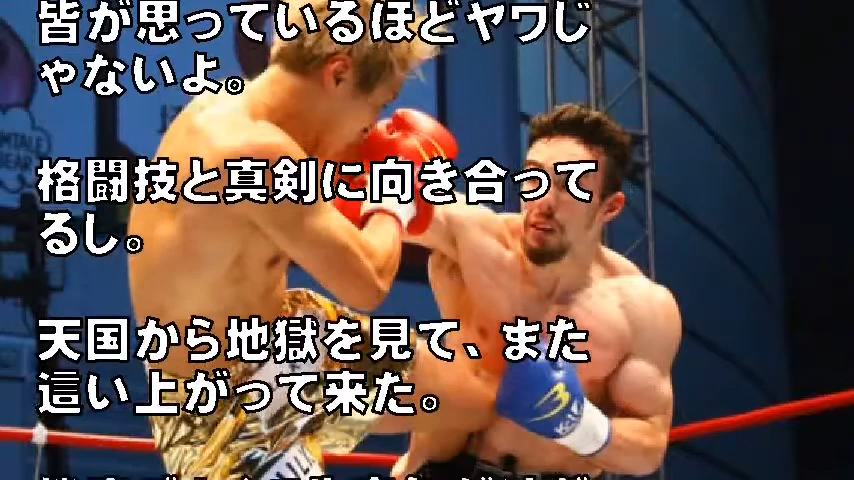 皆が思っているほどヤワじ
ゃないよ。
格闘技と真剣に向き合って
るし。
天国から地獄を見て、また
這い上がって来た。